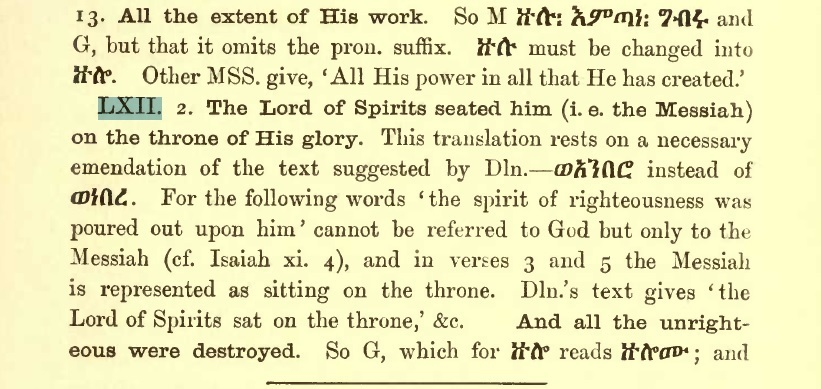 13. All the extent of His work. So M ኵሉ፡ እምጣነ፡ ግብሩ and
G, but that it omits the pron. suffix. ኵሉ must be changed into
ኵሎ. Other MSS. give, ‘All His power in all that He has created.’
LXII. 2. The Lord of Spirits seated him (i. e. the Messiah)
on the throne of His glory. This translation rests on a necessary
emendation of the text suggested by Dln.—ወአንበሮ instead of
ወነበረ. For the following words ‘the spirit of righteousness was
poured out upon him’ cannot be referred to God but only to the
Messiah (cf. Isaiah xi. 4), and in verses 3 and 5 the Messiah
is represented as sitting on the throne. Dln.’s text gives ‘the
Lord of Spirits sat on the throne,’ &c. And all the unright-
eous were destroyed. So G, which for ኵሎ reads ኵሎሙ; and